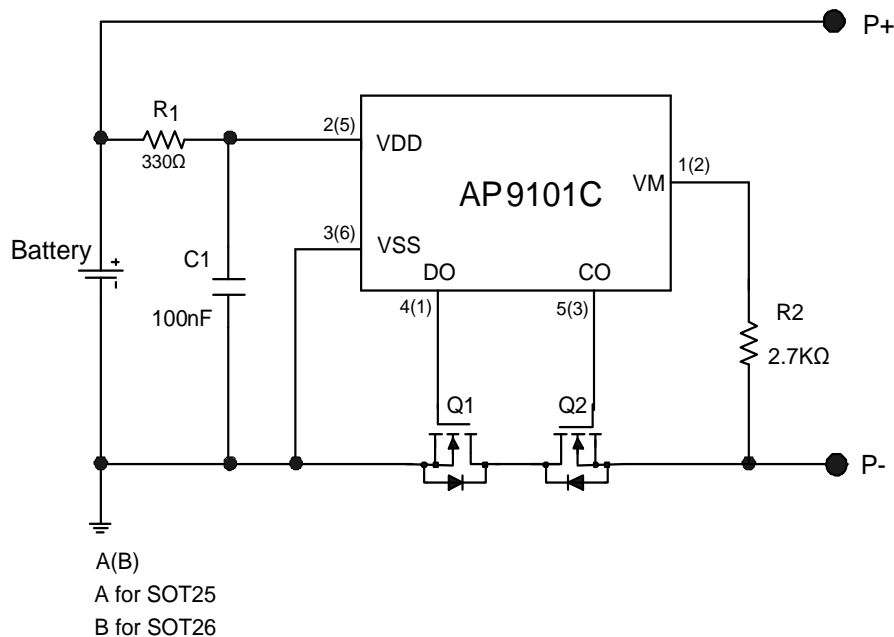 P+
R1
330Ω
2(5)
VDD
1(2)
AP9101C
VM
3(6)
VSS
Battery
+
-
C1
100nF
DO
CO
4(1)
5(3)
R2
2.7KΩ
Q1
Q2
P-
A(B)
A for SOT25
B for SOT26